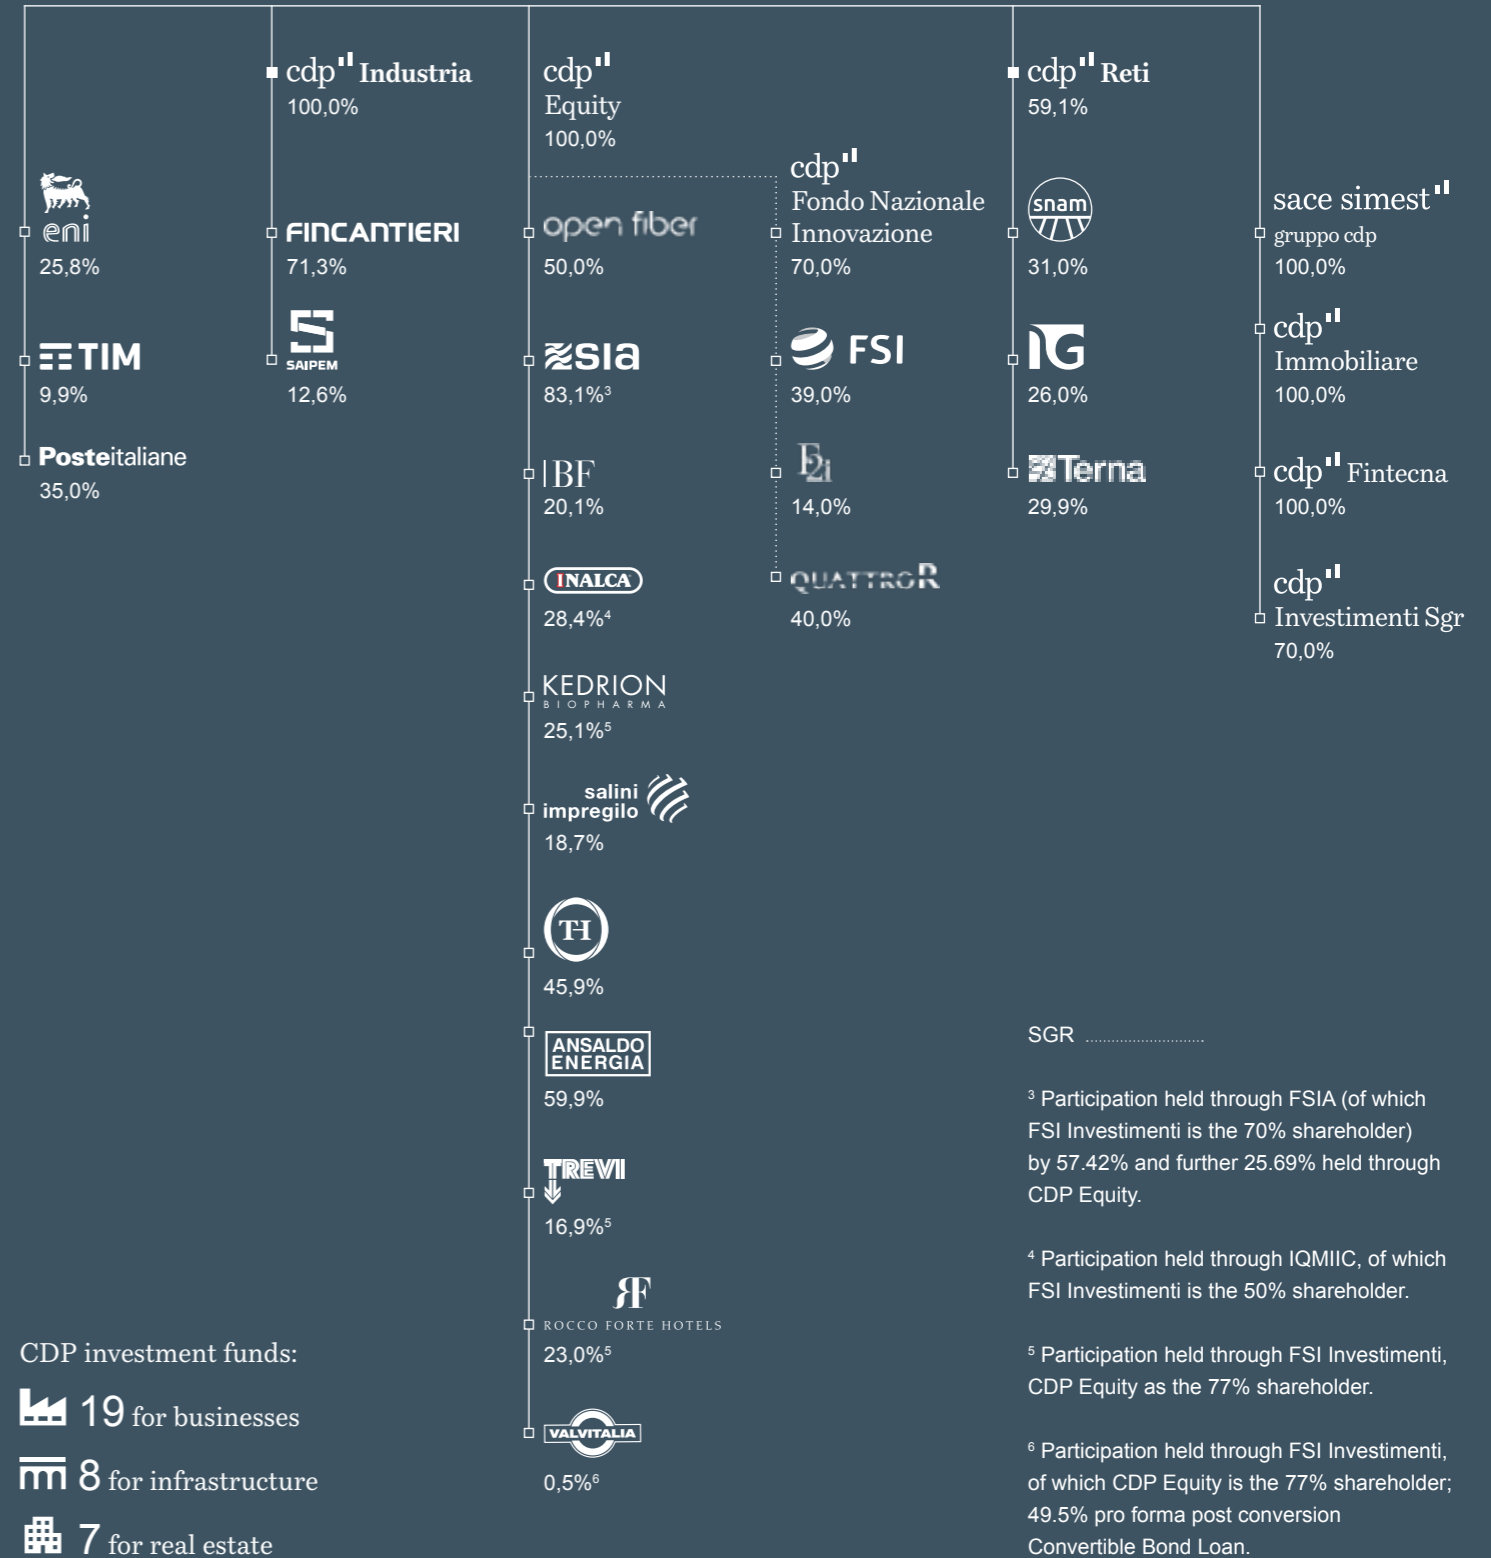 cdp Industria
100,0%
cdp
Equity
100,0%
cdp Reti
59,1%
eni
25,8%
TIM
9,9%
Posteitaliane
35,0%
FINCANTIERI
71,3%
SAIPEM
12,6%
open fiber
50,0%
sia
83,1%³
BF
20,1%
INALCA
28,4%⁴
KEDRION
BIOPHARMA
25,1%⁵
salini
impregilo
18,7%
TH
45,9%
ANSALDO
ENERGIA
59,9%
TREVI
16,9%⁵
RF
ROCCO FORTE HOTELS
23,0%⁵
VALVITALIA
0,5%⁶
cdp
Fondo Nazionale
Innovazione
70,0%
FSI
39,0%
F2i
14,0%
QUATTROR
40,0%
snam
31,0%
IG
26,0%
Terna
29,9%
sace simest
gruppo cdp
100,0%
cdp
Immobiliare
100,0%
cdp Fintecna
100,0%
cdp
Investimenti Sgr
70,0%
CDP investment funds:
19 for businesses
8 for infrastructure
7 for real estate
SGR
³ Participation held through FSIA (of which
FSI Investimenti is the 70% shareholder)
by 57.42% and further 25.69% held through
CDP Equity.
⁴ Participation held through IQMIIC, of which
FSI Investimenti is the 50% shareholder.
⁵ Participation held through FSI Investimenti,
CDP Equity as the 77% shareholder.
⁶ Participation held through FSI Investimenti,
of which CDP Equity is the 77% shareholder;
49.5% pro forma post conversion
Convertible Bond Loan.